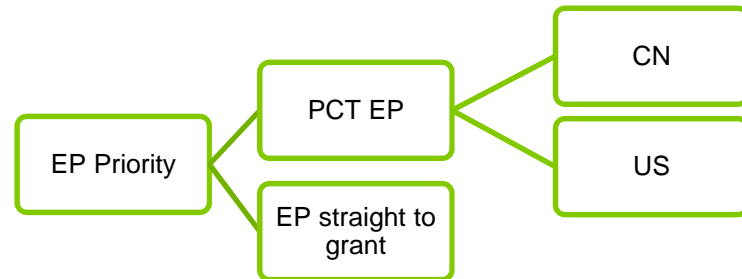 EP Priority
PCT EP
EP straight to
grant
CN
US